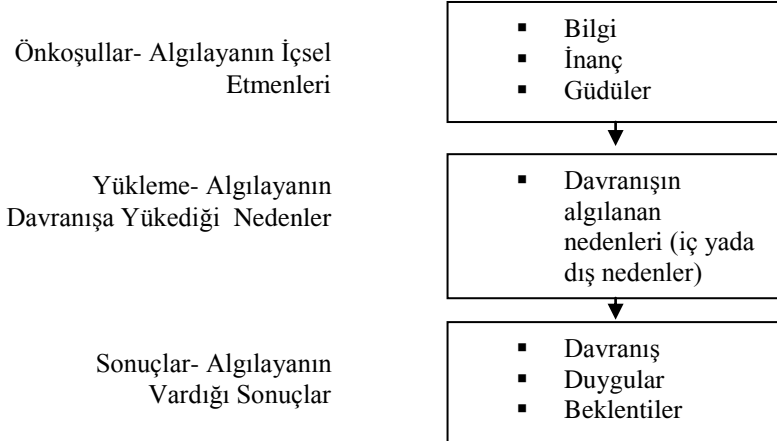 Önkoşullar- Algılayanın İçsel
Etmenleri
▪ Bilgi
▪ İnanç
▪ Güdüler
Yükleme- Algılayanın
Davranışa Yükediği Nedenler
▪ Davranışın
algılanan
nedenleri (iç yada
dış nedenler)
Sonuçlar- Algılayanın
Vardığı Sonuçlar
▪ Davranış
▪ Duygular
▪ Beklentiler